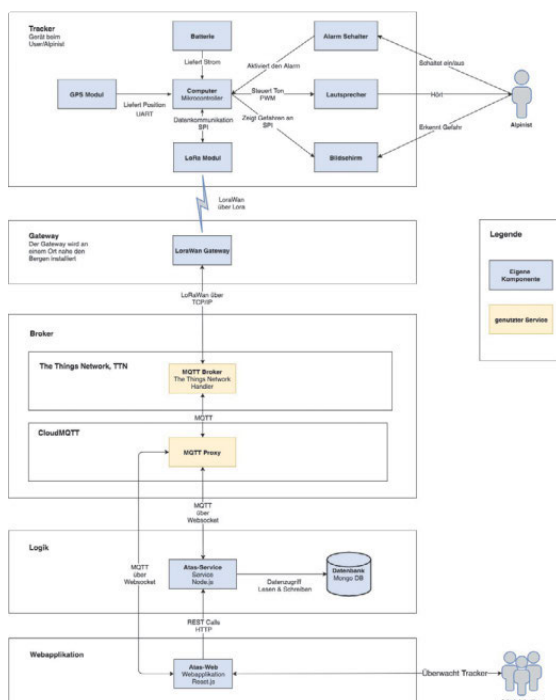 Tracker
Gerät beim
User/Alpinist
Batterie
Alarm Schalter
Liefert Strom
Aktiviert den Alarm
Schaltet ein/aus
GPS Modul
Computer
Mikrocontroller
Steuert Ton
PWM
Lautsprecher
Hört
Alpinist
Liefert Position
UART
Datenkommunikation
SPI
Zeigt Gefahren an
SPI
Erkennt Gefahr
LoRa Modul
Bildschirm
LoraWan
über Lora
Gateway
Der Gateway wird an
einem Ort nahe den
Bergen installiert
LoraWan Gateway
Legende
Eigene
Komponente
genutzter Service
LoRaWan über
TCP/IP
Broker
The Things Network, TTN
MQTT Broker
The Things Network
Handler
MQTT
CloudMQTT
MQTT Proxy
MQTT
über
Websocket
Logik
MQTT
über
Websocket
Atas-Service
Service
Node.js
Datenzugriff
Lesen & Schreiben
Datenbank
Mongo DB
REST Calls
HTTP
Webapplikation
Atas-Web
Webapplikation
Überwacht Tracker